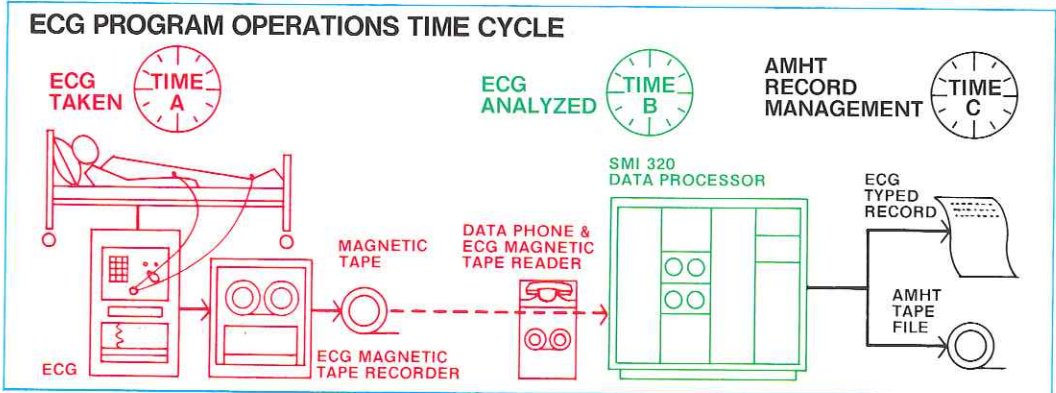 ECG PROGRAM OPERATIONS TIME CYCLE
ECG
TAKEN
TIME
A
ECG
ANALYZED
TIME
B
AMHT
RECORD
MANAGEMENT
TIME
C
SMI 320
DATA PROCESSOR
ECG
TYPED
RECORD
MAGNETIC
TAPE
DATA PHONE &
ECG MAGNETIC
TAPE READER
AMHT
TAPE
FILE
ECG
ECG MAGNETIC
TAPE RECORDER